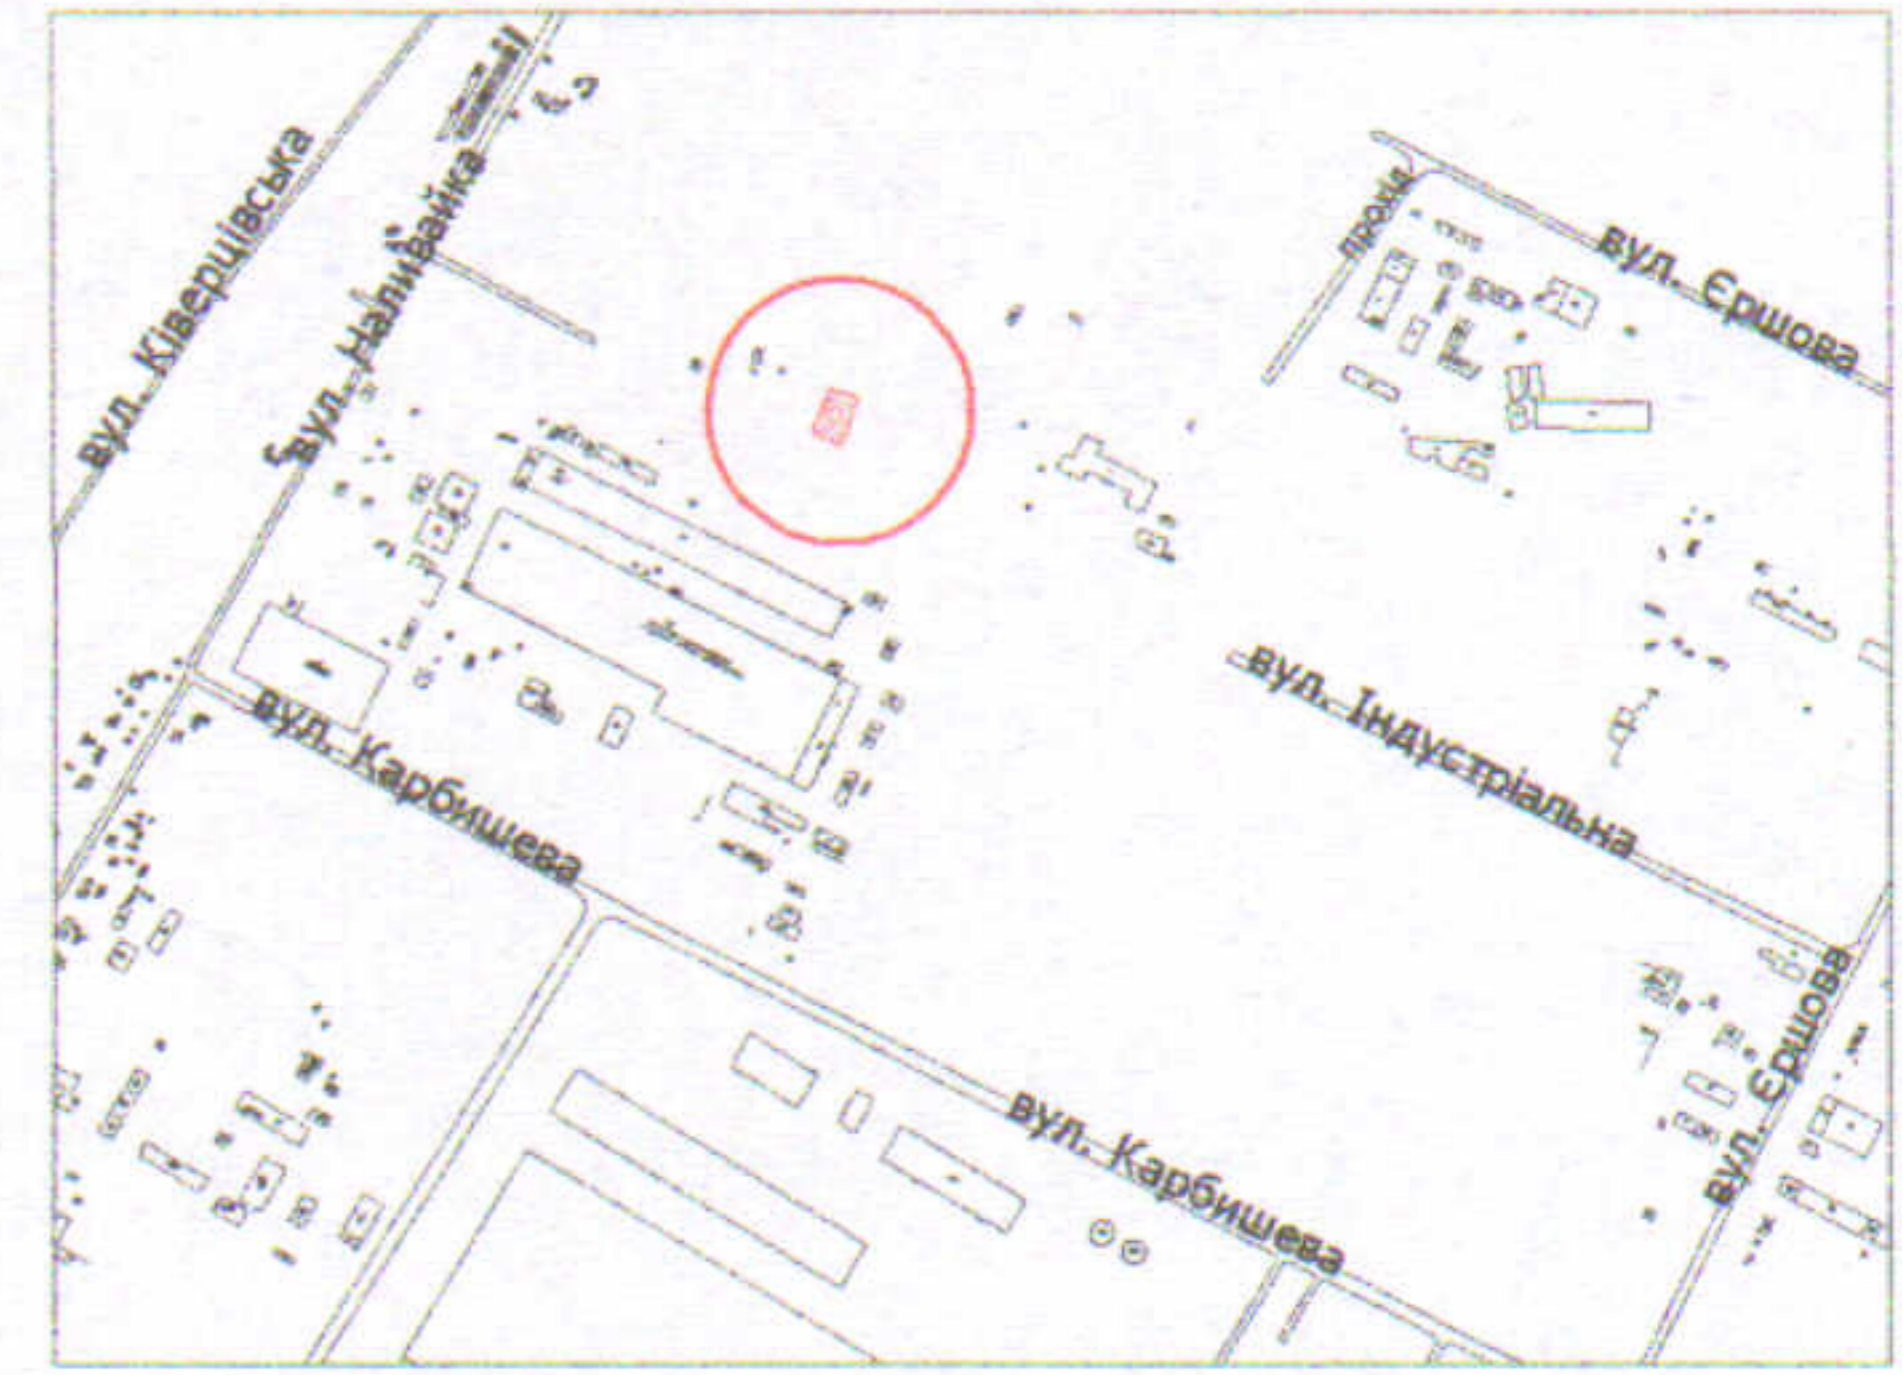 вул. Ківерцівська
вул. Наливайка
проїзд
вул. Єршова
вул. Карбишева
вул. Індустріальна
вул. Карбишева
вул. Єршова